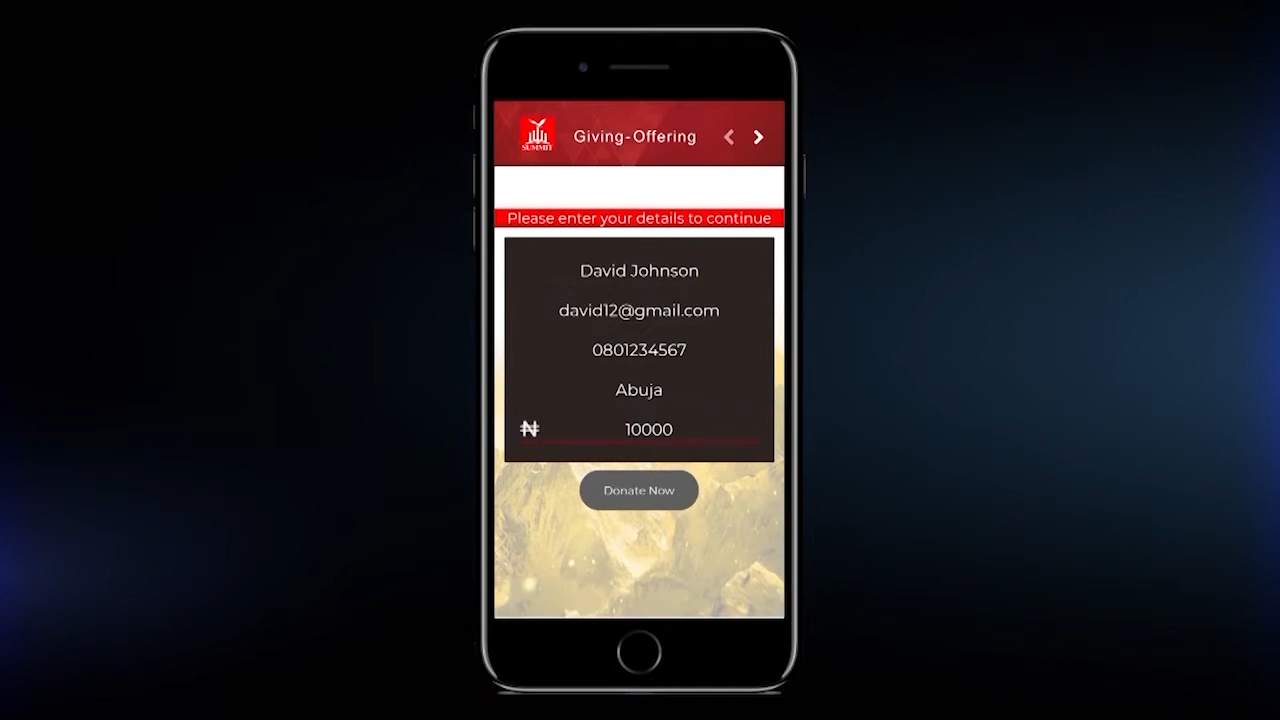 SUMMIT
Giving-Offering
Please enter your details to continue
David Johnson
david12@gmail.com
0801234567
Abuja
₦ 10000
Donate Now